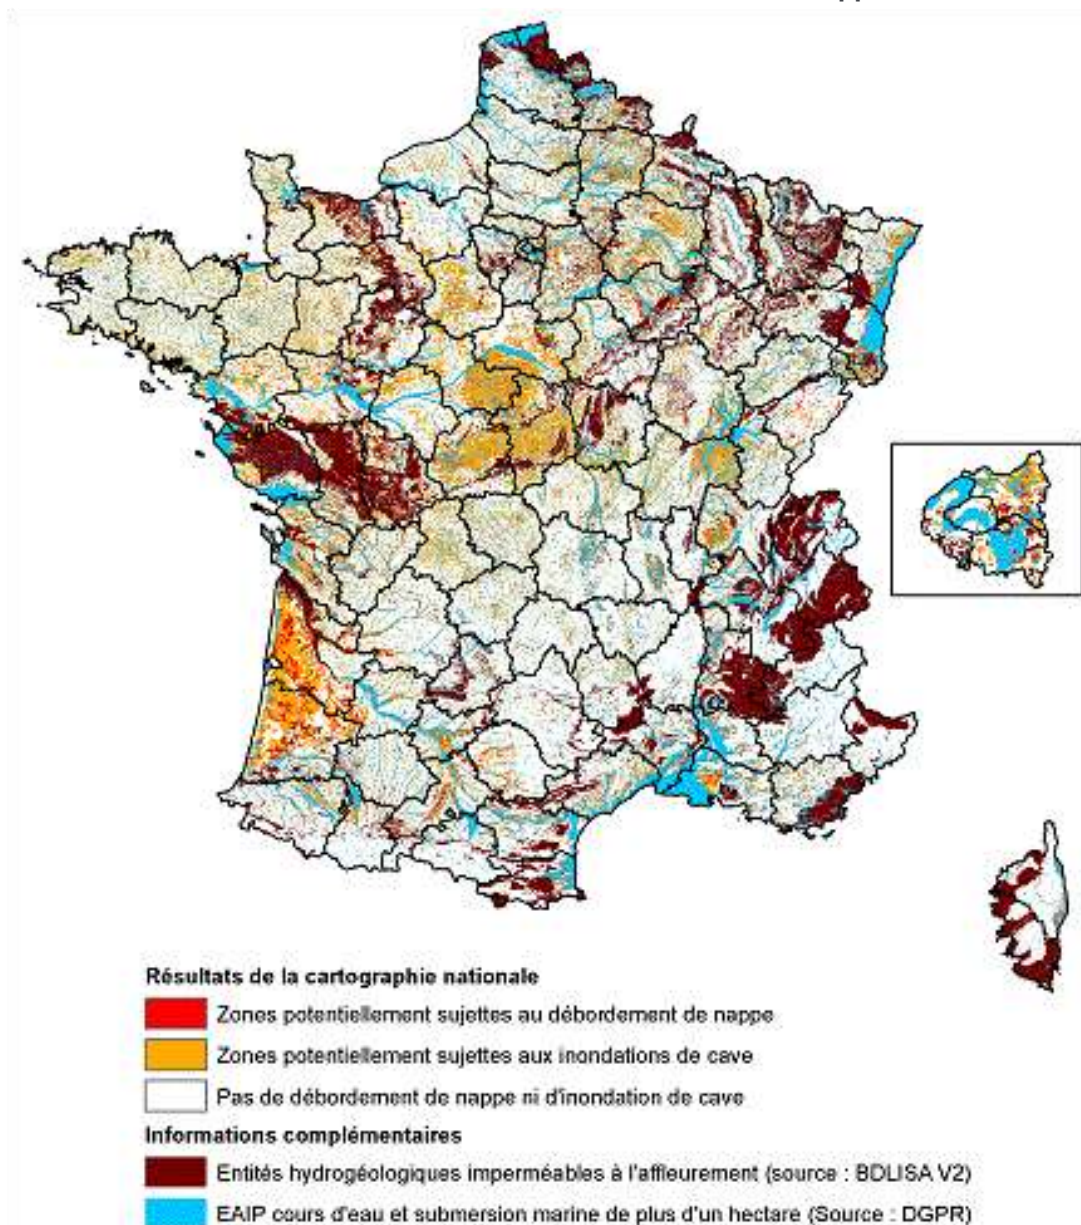 Résultats de la cartographie nationale
Zones potentiellement sujettes au débordement de nappe
Zones potentiellement sujettes aux inondations de cave
Pas de débordement de nappe ni d'inondation de cave
Informations complémentaires
Entités hydrogéologiques imperméables à l'affleurement (source : BDLISA V2)
EAIP cours d'eau et submersion marine de plus d'un hectare (Source : DGPR)